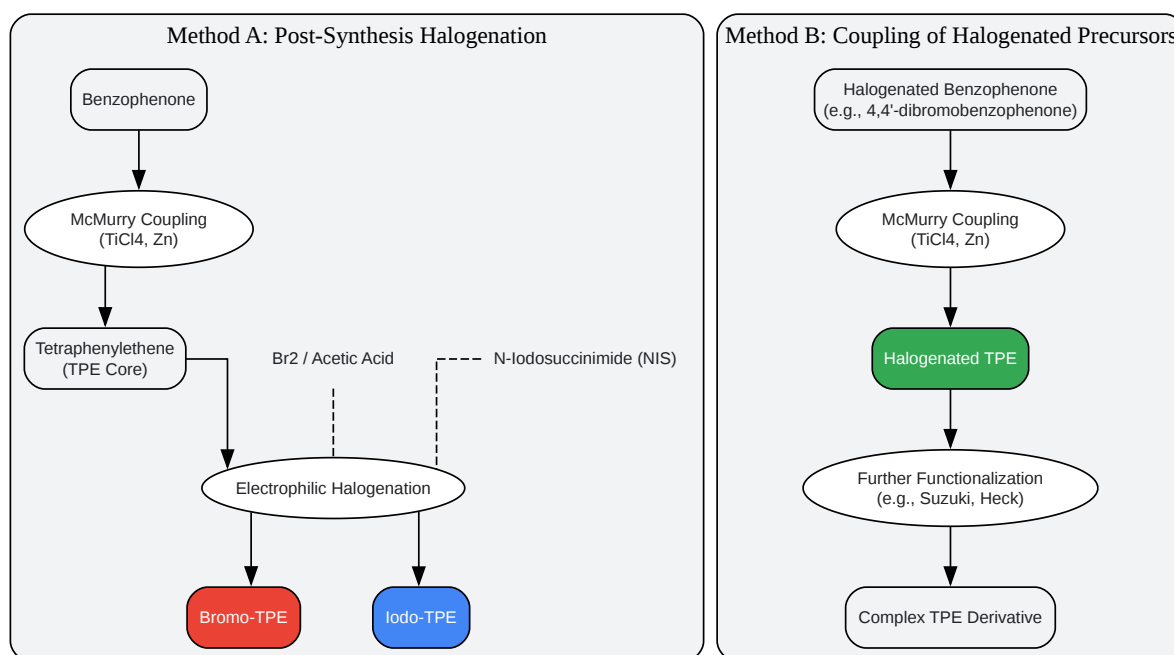 Method A: Post-Synthesis Halogenation
Benzophenone
McMurry Coupling
(TiCl4, Zn)
Tetraphenylethene
(TPE Core)
Br2 / Acetic Acid
N-Iodosuccinimide (NIS)
Electrophilic Halogenation
Bromo-TPE
Iodo-TPE
Method B: Coupling of Halogenated Precursors
Halogenated Benzophenone
(e.g., 4,4'-dibromobenzophenone)
McMurry Coupling
(TiCl4, Zn)
Halogenated TPE
Further Functionalization
(e.g., Suzuki, Heck)
Complex TPE Derivative